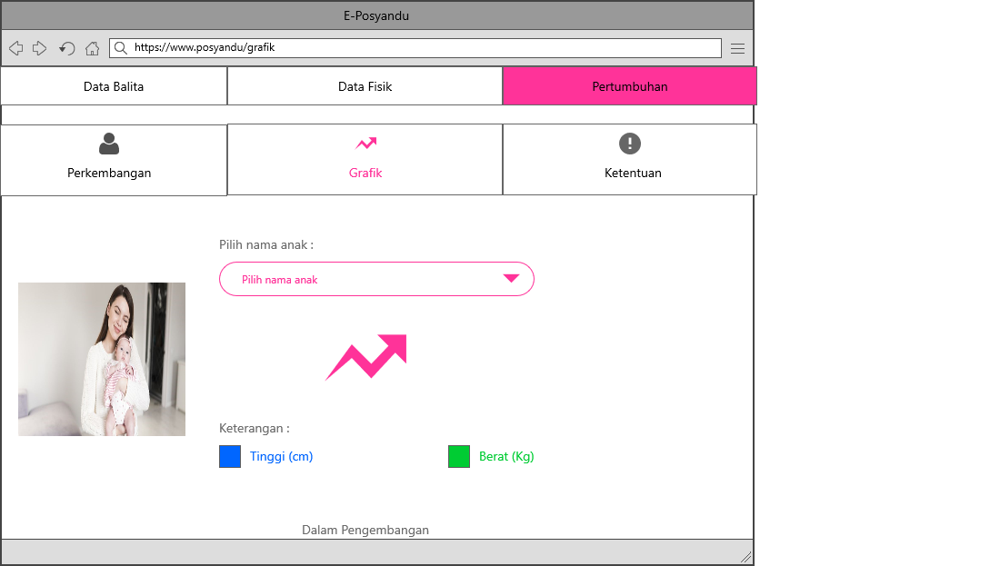 E-Posyandu
https://www.posyandu/grafik
Data Balita
Data Fisik
Pertumbuhan
Perkembangan
Grafik
Ketentuan
Pilih nama anak :
Pilih nama anak
Keterangan :
Tinggi (cm)
Berat (Kg)
Dalam Pengembangan